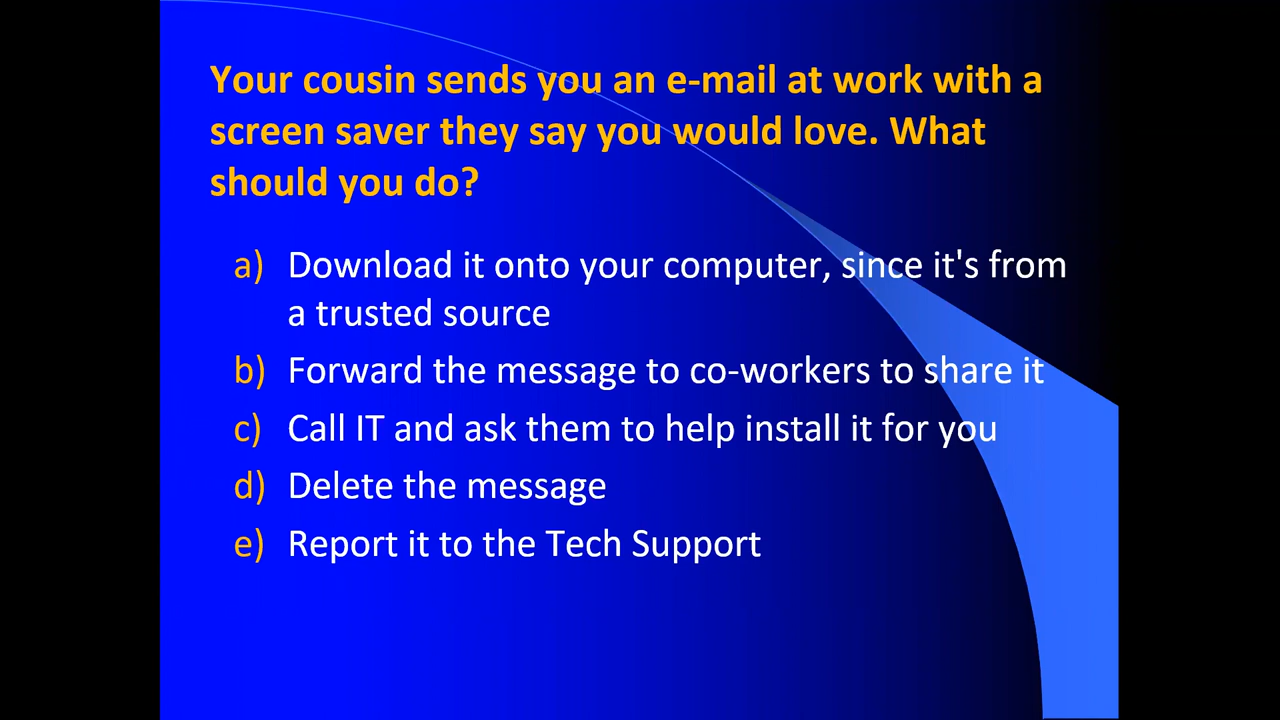 Your cousin sends you an e-mail at work with a
screen saver they say you would love. What
should you do?
a) Download it onto your computer, since it's from
a trusted source
b) Forward the message to co-workers to share it
c) Call IT and ask them to help install it for you
d) Delete the message
e) Report it to the Tech Support